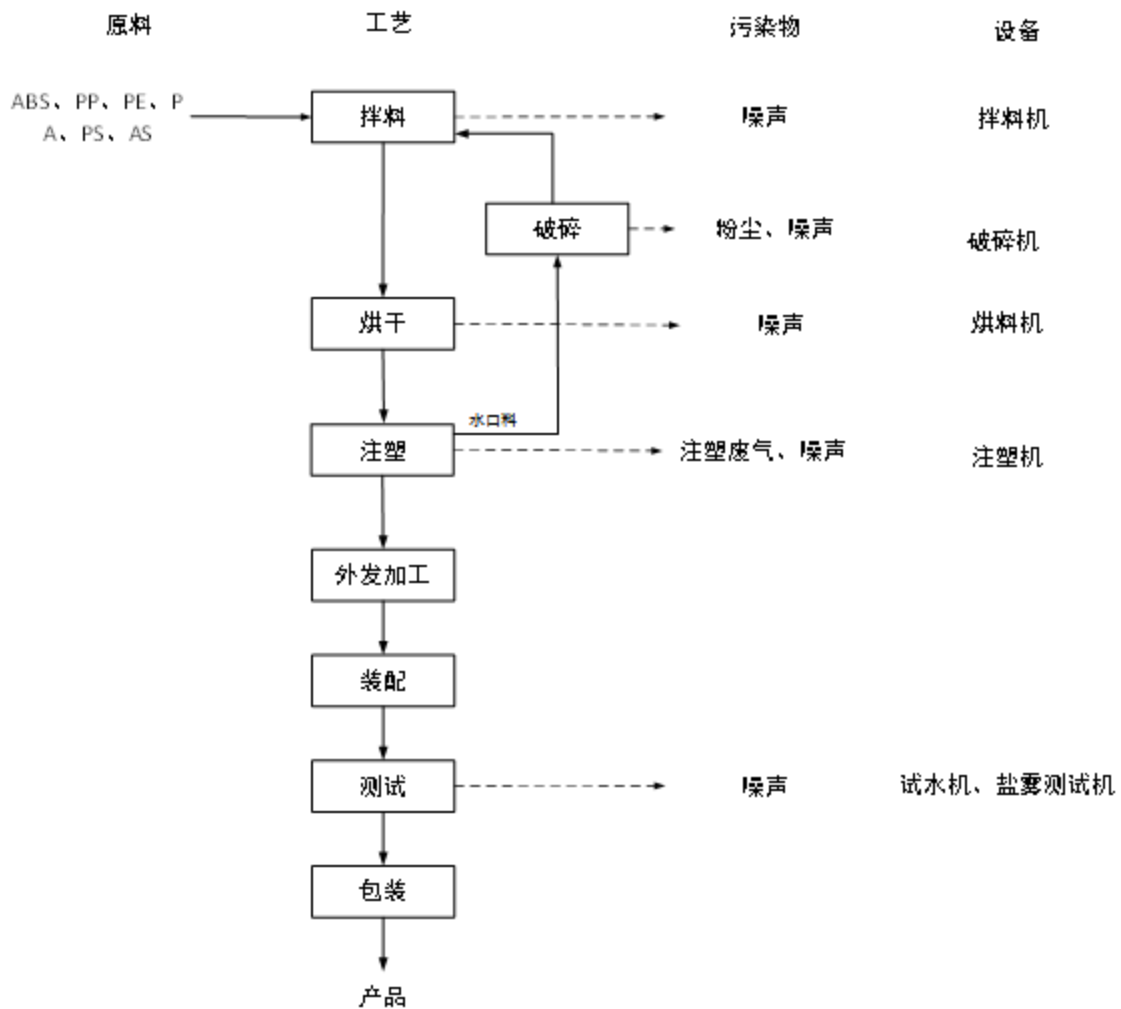 原料 工艺 污染物 设备
ABS、PP、PE、P
A、PS、AS
拌料 噪声 拌料机
破碎 粉尘、噪声 破碎机
烘干 噪声 烘料机
水口料
注塑 注塑废气、噪声 注塑机
外发加工
装配
测试 噪声 试水机、盐雾测试机
包装
产品